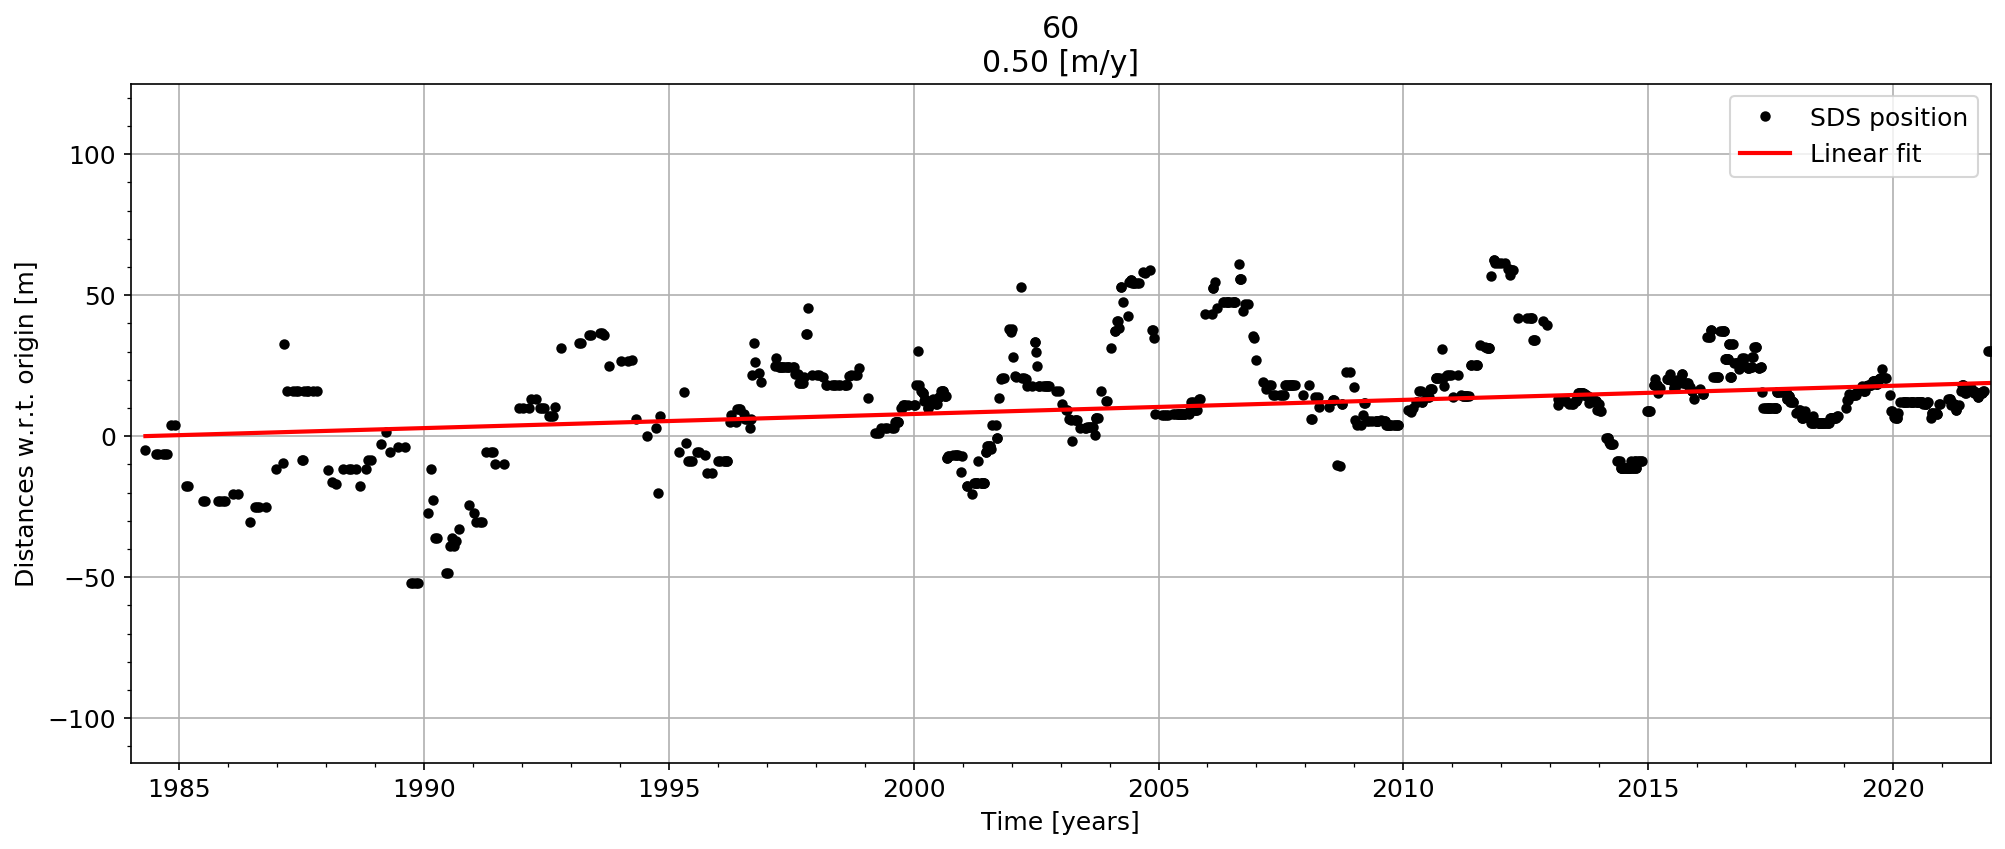 60
0.50 [m/y]
SDS position
Linear fit
Distances w.r.t. origin [m]
100
50
0
−50
−100
1985 1990 1995 2000 2005 2010 2015 2020
Time [years]